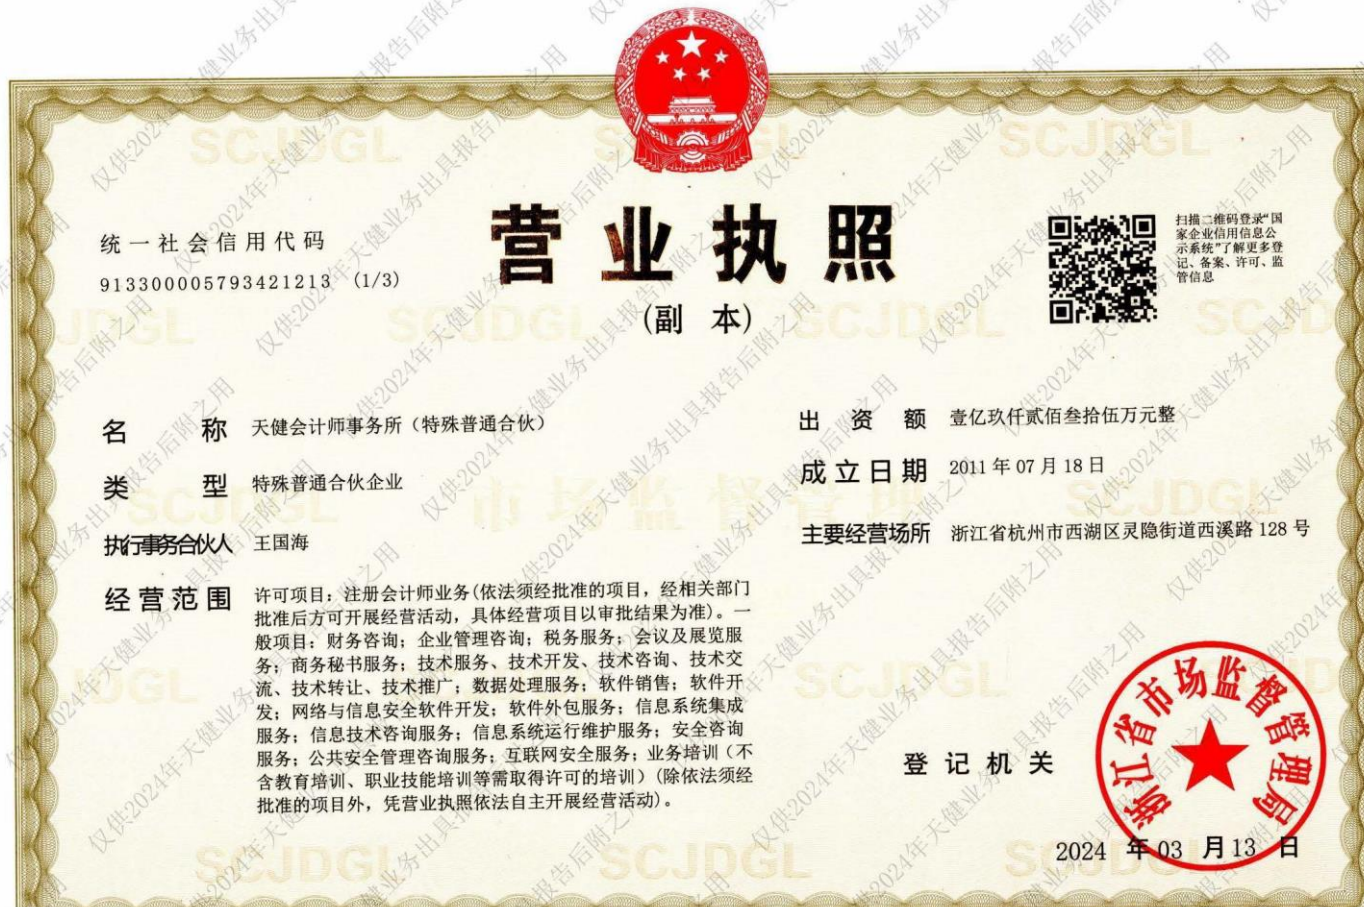 营业执照
(副 本)
统一社会信用代码
913300005793421213 (1/3)
扫描二维码登录“国
家企业信用信息公
示系统”了解更多登
记、备案、许可、监
管信息
名 称 天健会计师事务所（特殊普通合伙）
类 型 特殊普通合伙企业
执行事务合伙人 王国海
经营范围 许可项目：注册会计师业务(依法须经批准的项目，经相关部门
批准后方可开展经营活动，具体经营项目以审批结果为准)。一
般项目：财务咨询；企业管理咨询；税务服务；会议及展览服
务；商务秘书服务；技术服务、技术开发、技术咨询、技术交
流、技术转让、技术推广；数据处理服务；软件销售；软件开
发；网络与信息安全软件开发；软件外包服务；信息系统集成
服务；信息技术咨询服务；信息系统运行维护服务；安全咨询
服务；公共安全管理咨询服务；互联网安全服务；业务培训（不
含教育培训、职业技能培训等需取得许可的培训）(除依法须经
批准的项目外，凭营业执照依法自主开展经营活动)。
出 资 额 壹亿玖仟贰佰叁拾伍万元整
成立日期 2011 年 07 月 18 日
主要经营场所 浙江省杭州市西湖区灵隐街道西溪路 128 号
登 记 机 关
浙江省市场监督管理局
2024 年 03 月 13 日
SCJDGL
市场监督管理
仅供2024年天健业务出具报告后附之用